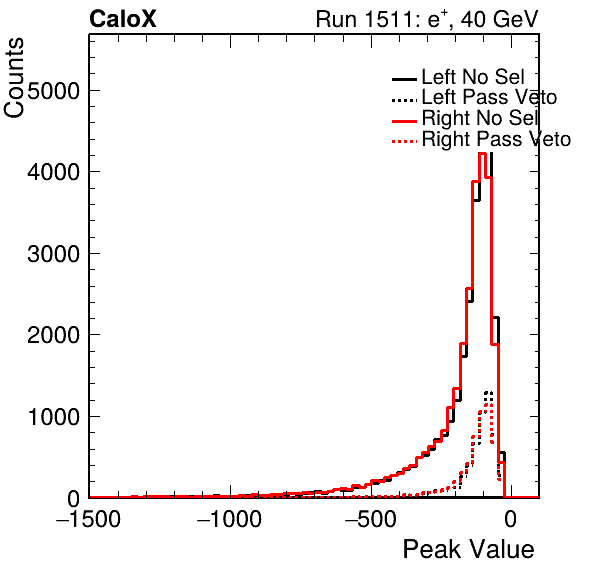 CaloX Run 1511: e⁺, 40 GeV
Counts
Left No Sel
Left Pass Veto
Right No Sel
Right Pass Veto
5000
4000
3000
2000
1000
0
−1500 −1000 −500 0
Peak Value